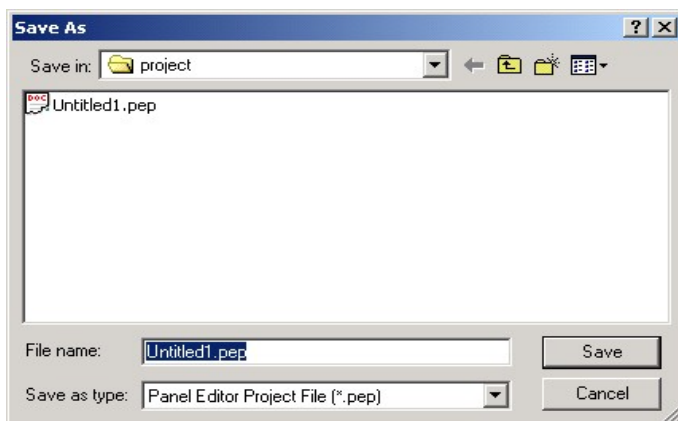 Save As
Save in: project
DOC
Untitled1.pep
File name: Untitled1.pep Save
Save as type: Panel Editor Project File (*.pep) Cancel